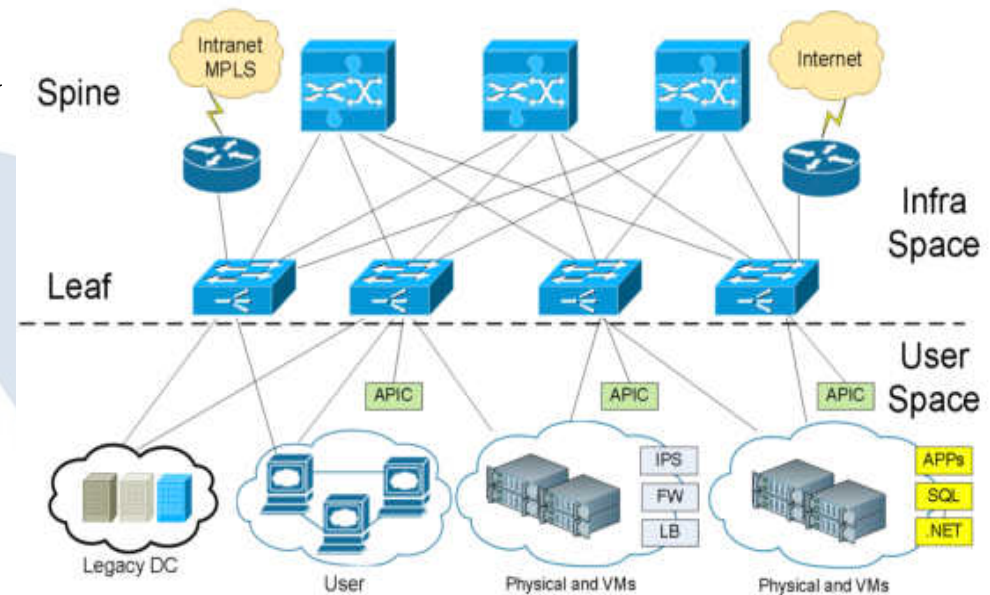 Intranet
MPLS
Internet
Spine
Infra
Space
Leaf
User
Space
APIC
APIC
APIC
IPS
FW
LB
APPs
SQL
.NET
Legacy DC
User
Physical and VMs
Physical and VMs